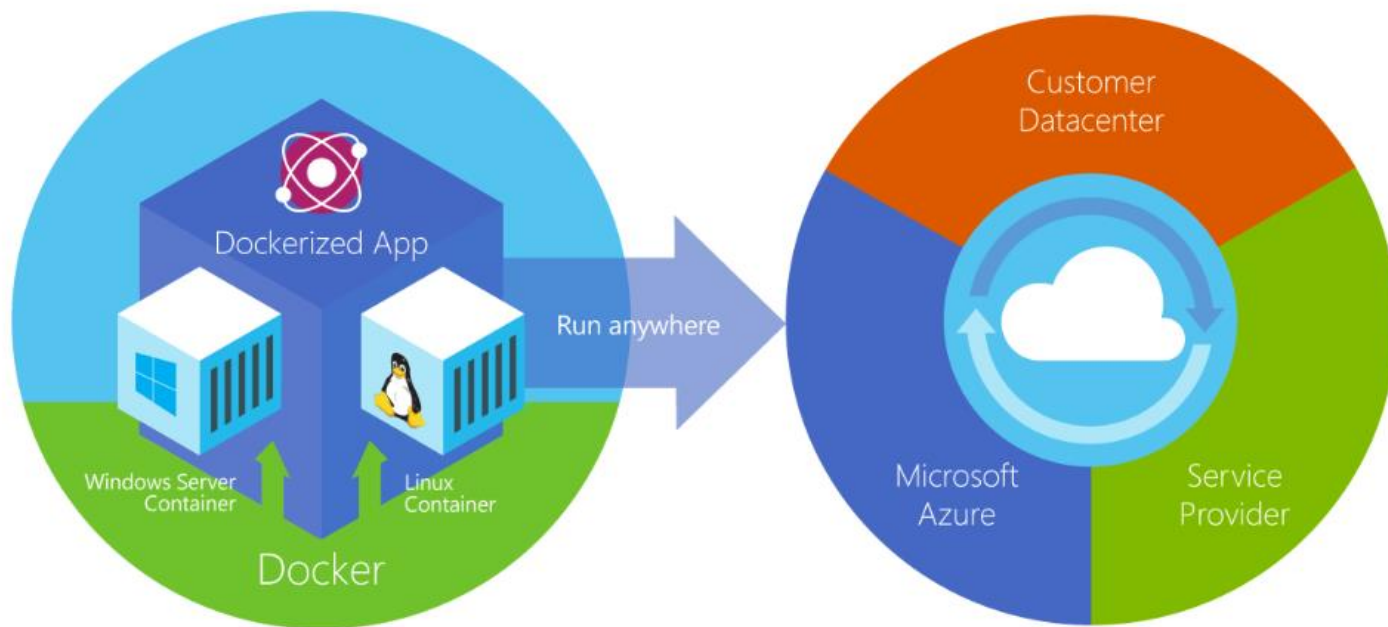 Dockerized App
Windows Server
Container
Linux
Container
Docker
Run anywhere
Customer
Datacenter
Microsoft
Azure
Service
Provider